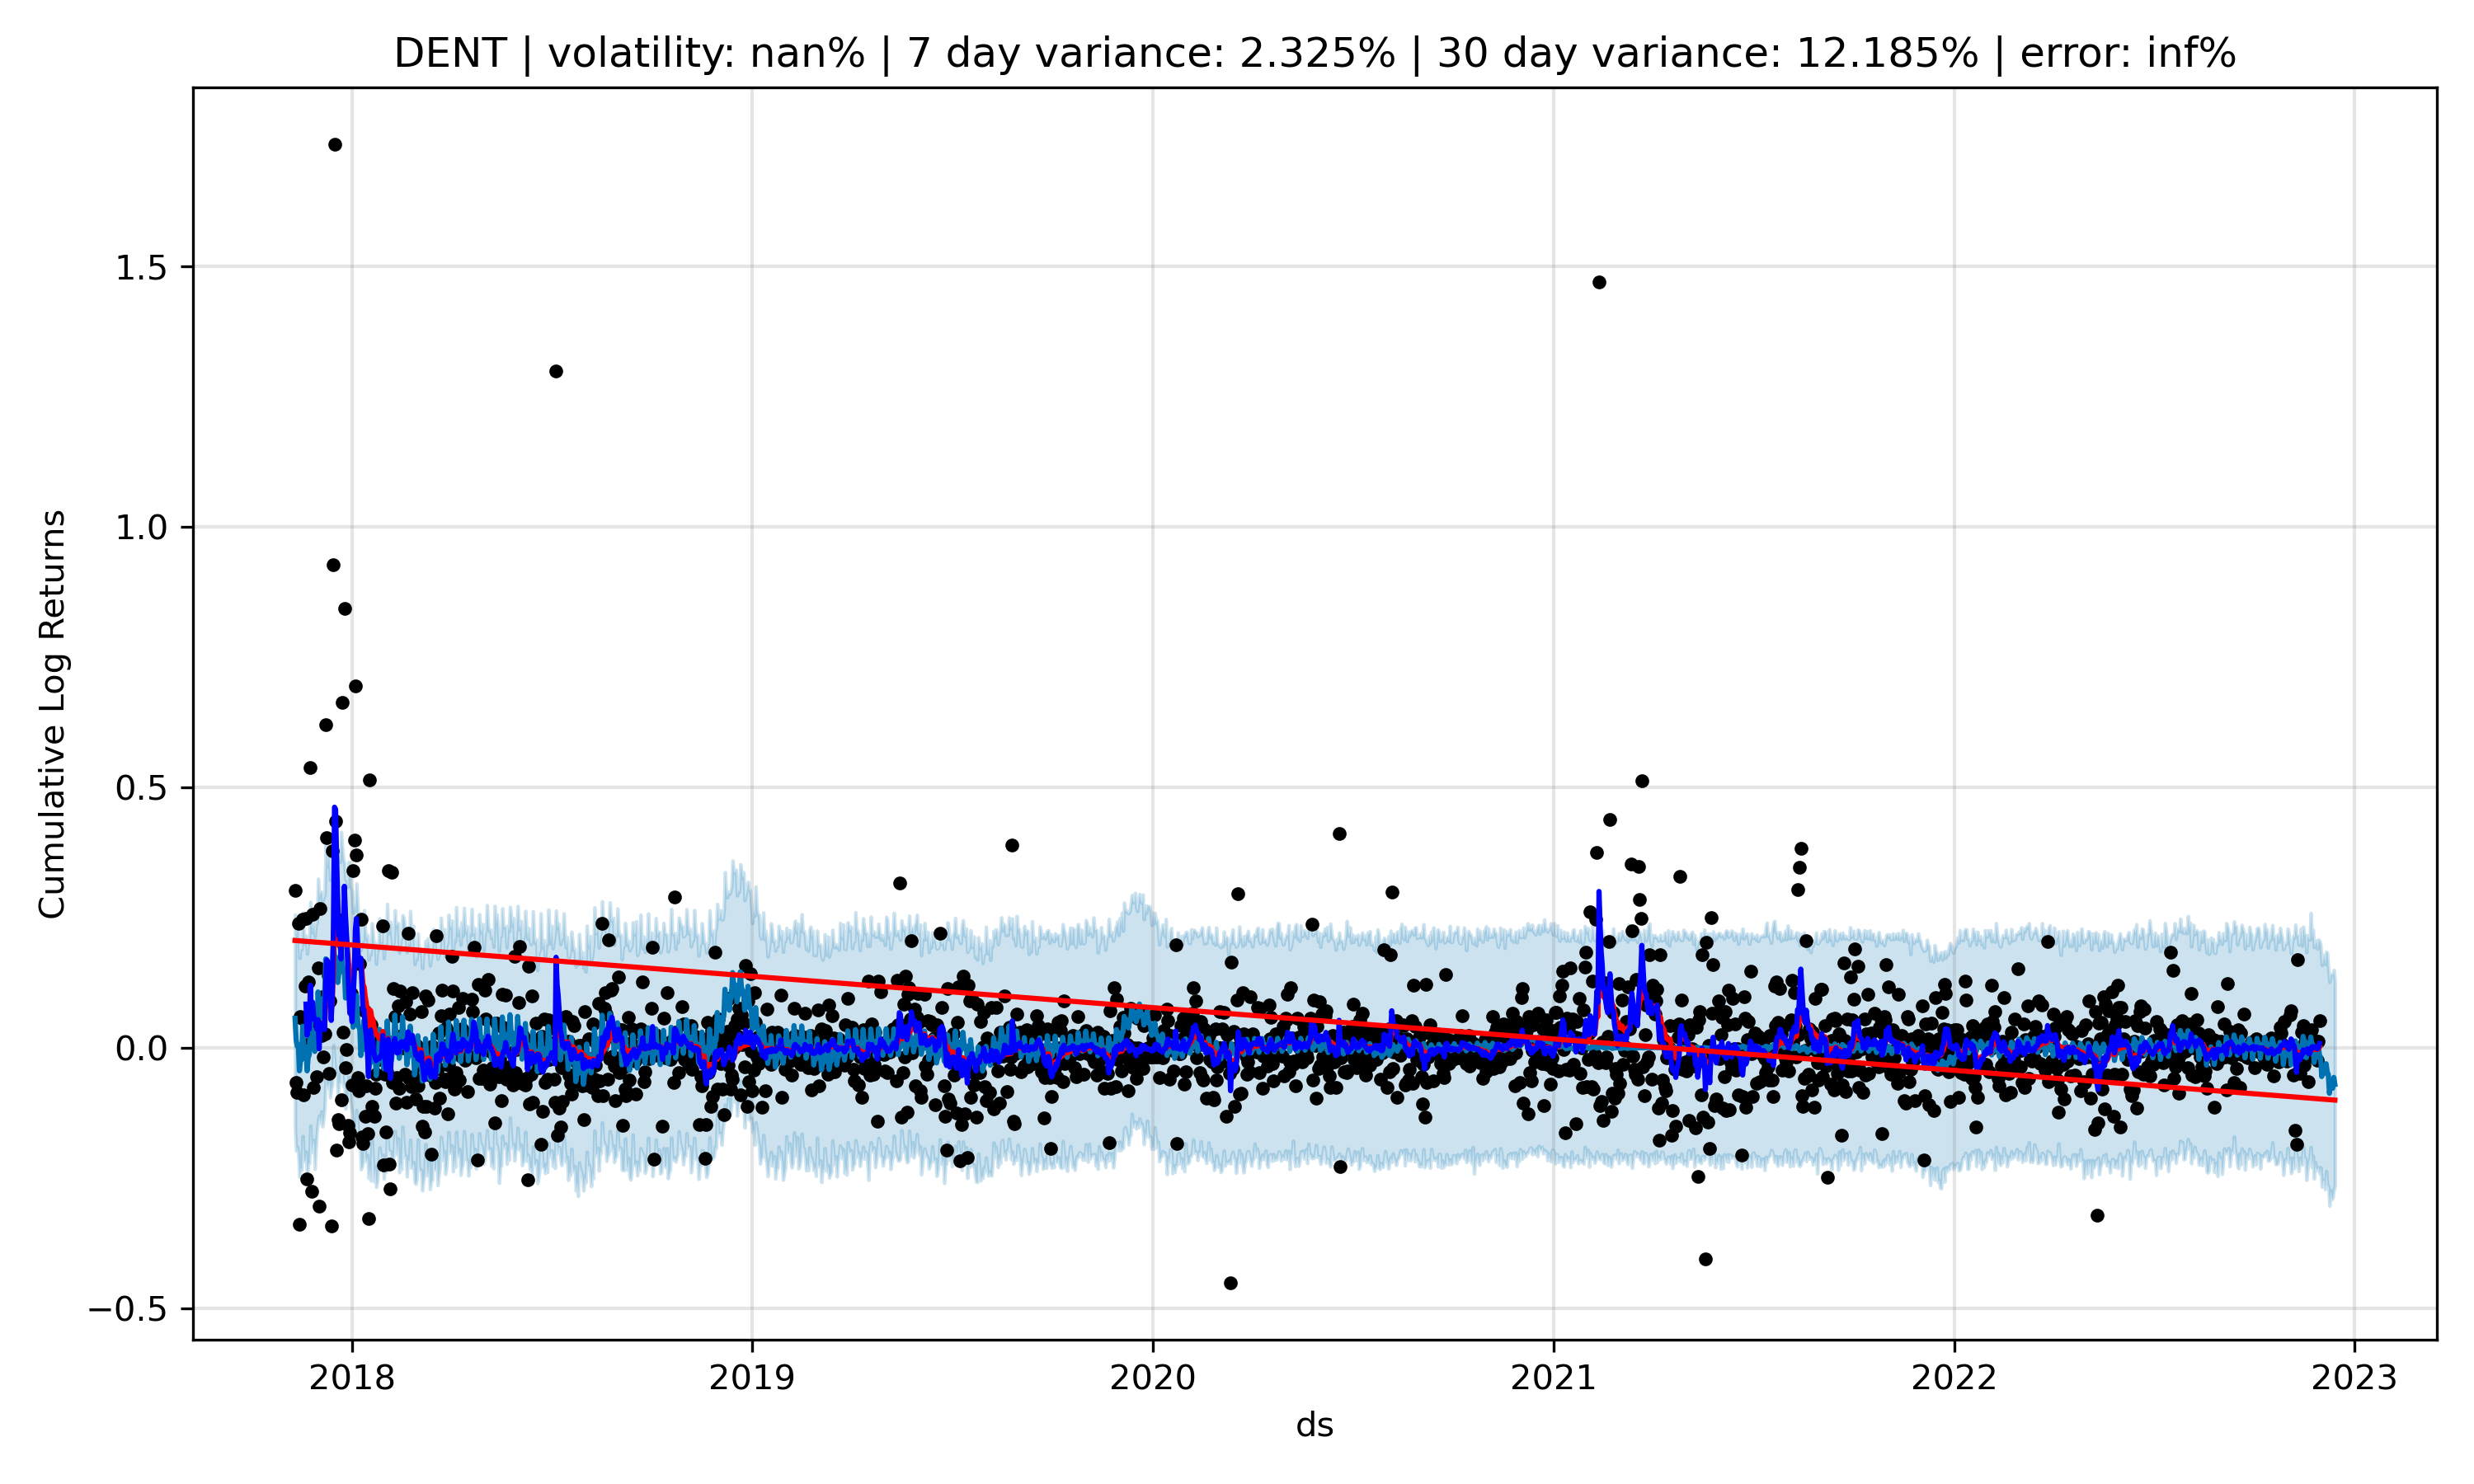 DENT | volatility: nan% | 7 day variance: 2.325% | 30 day variance: 12.185% | error: inf%
Cumulative Log Returns
1.5
1.0
0.5
0.0
−0.5
2018 2019 2020 2021 2022 2023
ds